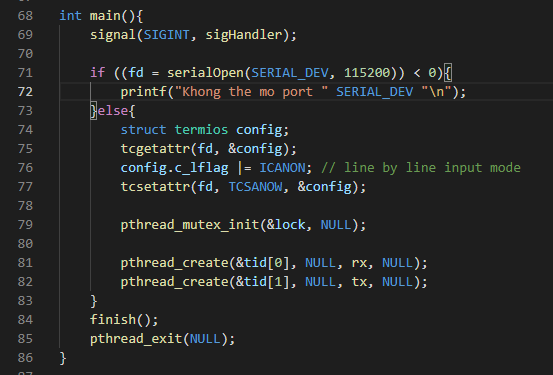 68 int main(){
69     signal(SIGINT, sigHandler);
70
71     if ((fd = serialOpen(SERIAL_DEV, 115200)) < 0){
72         printf("Khong the mo port " SERIAL_DEV "\n");
73     }else{
74         struct termios config;
75         tcgetattr(fd, &config);
76         config.c_lflag |= ICANON; // line by line input mode
77         tcsetattr(fd, TCSANOW, &config);
78
79         pthread_mutex_init(&lock, NULL);
80
81         pthread_create(&tid[0], NULL, rx, NULL);
82         pthread_create(&tid[1], NULL, tx, NULL);
83     }
84     finish();
85     pthread_exit(NULL);
86 }